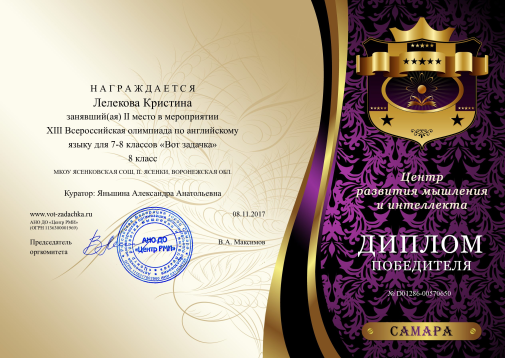 НАГРАЖДАЕТСЯ
Лелекова Кристина
занявший(ая) II место в мероприятии
XIII Всероссийская олимпиада по английскому
языку для 7-8 классов «Вот задачка»
8 класс
МКОУ ЯСЕНКОВСКАЯ СОШ, П. ЯСЕНКИ, ВОРОНЕЖСКАЯ ОБЛ.
Куратор: Яньшина Александра Анатольевна
www.vot-zadachka.ru
08.11.2017
АНО ДО «Центр РМИ»
Председатель
оргкомитета
В.А. Максимов
АНО ДО
«Центр РМИ»
Центр
развития мышления
и интеллекта
ДИПЛОМ
ПОБЕДИТЕЛЯ
№ D01286-00570650
САМАРА